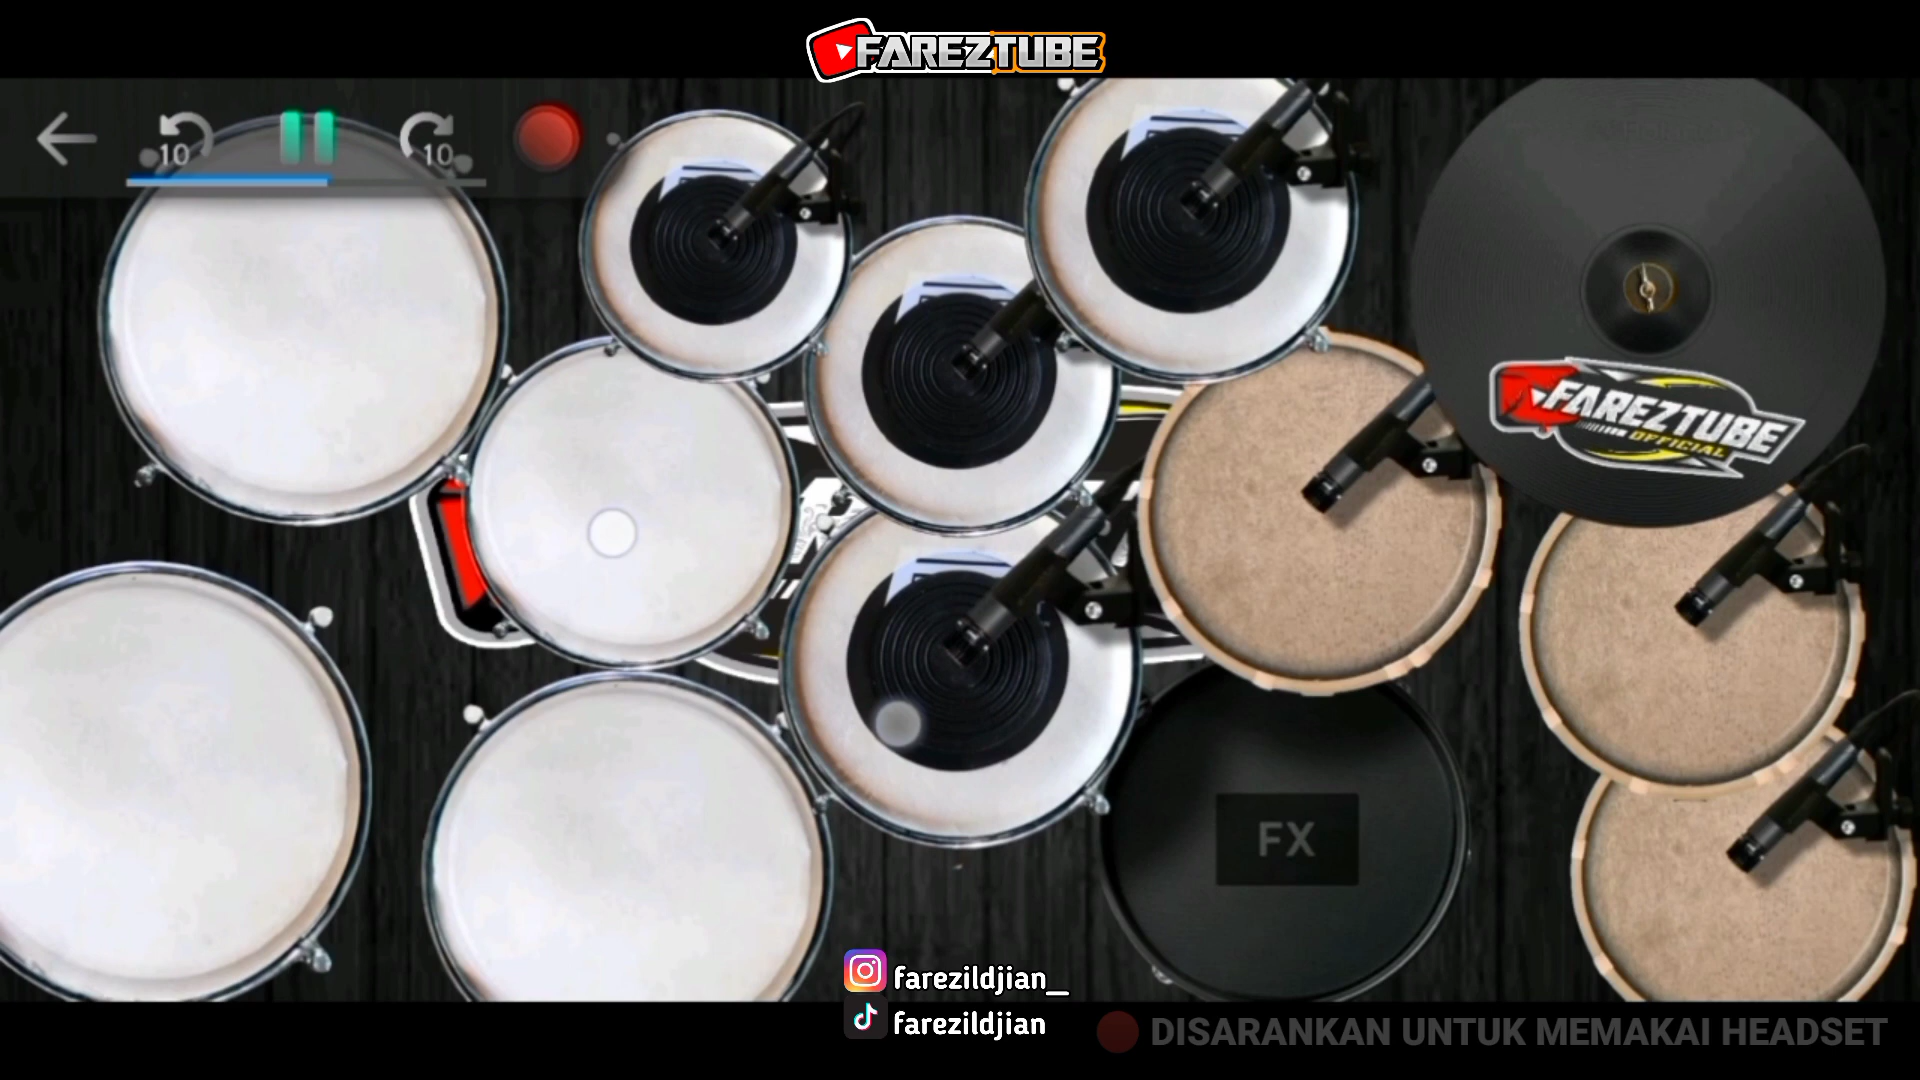 FAREZTUBE
10
10
FAREZTUBE
OFFICIAL
FX
farezildjian_
farezildjian
DISARANKAN UNTUK MEMAKAI HEADSET